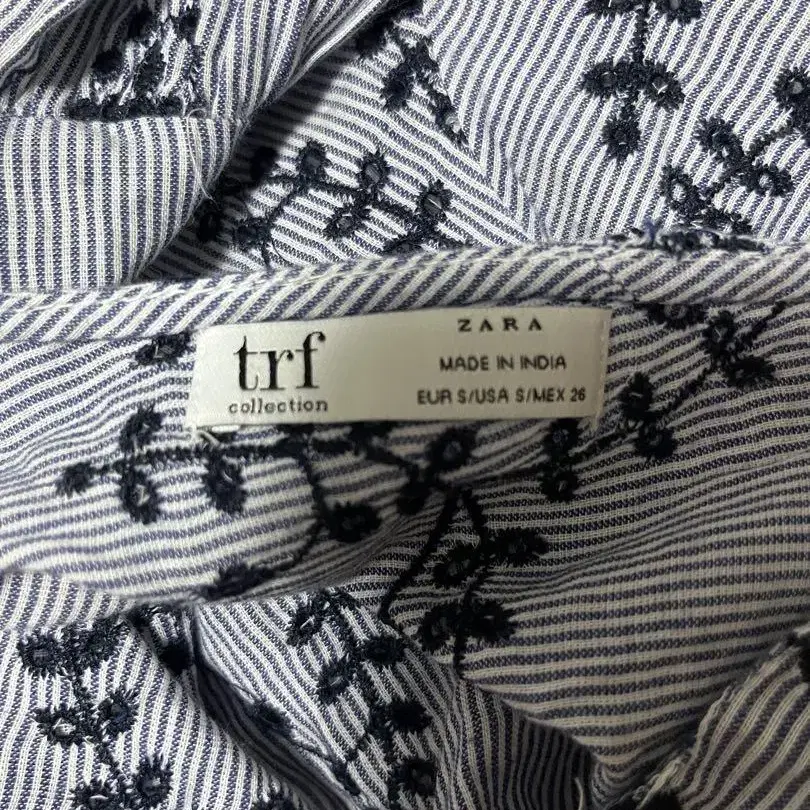 trf
collection
ZARA
MADE IN INDIA
EUR S/USA S/MEX 26